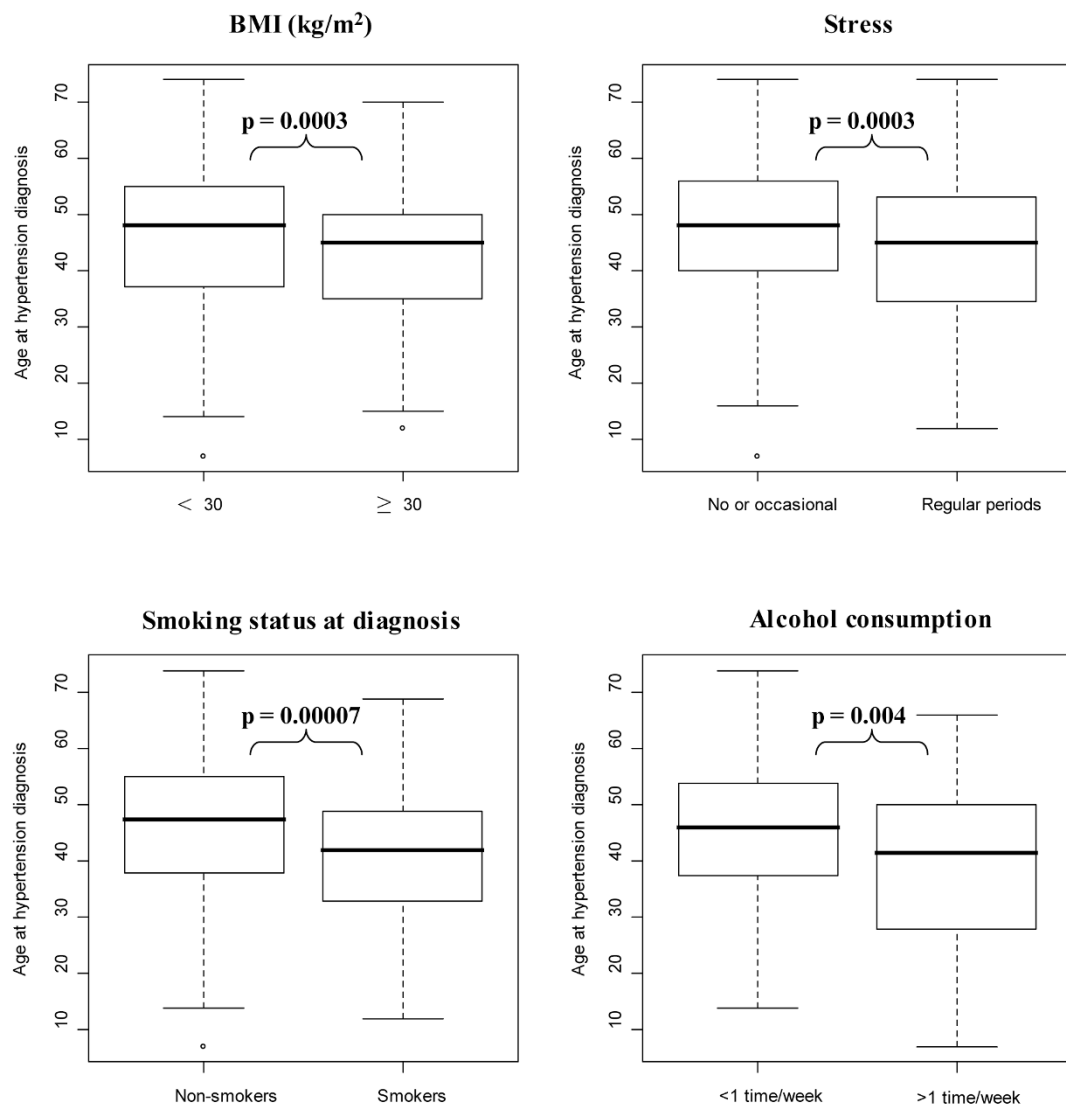 BMI (kg/m²)
Age at hypertension diagnosis
70
60
50
40
30
20
10
p = 0.0003
< 30
≥ 30
Stress
Age at hypertension diagnosis
70
60
50
40
30
20
10
p = 0.0003
No or occasional
Regular periods
Smoking status at diagnosis
Age at hypertension diagnosis
70
60
50
40
30
20
10
p = 0.00007
Non-smokers
Smokers
Alcohol consumption
Age at hypertension diagnosis
70
60
50
40
30
20
10
p = 0.004
<1 time/week
>1 time/week